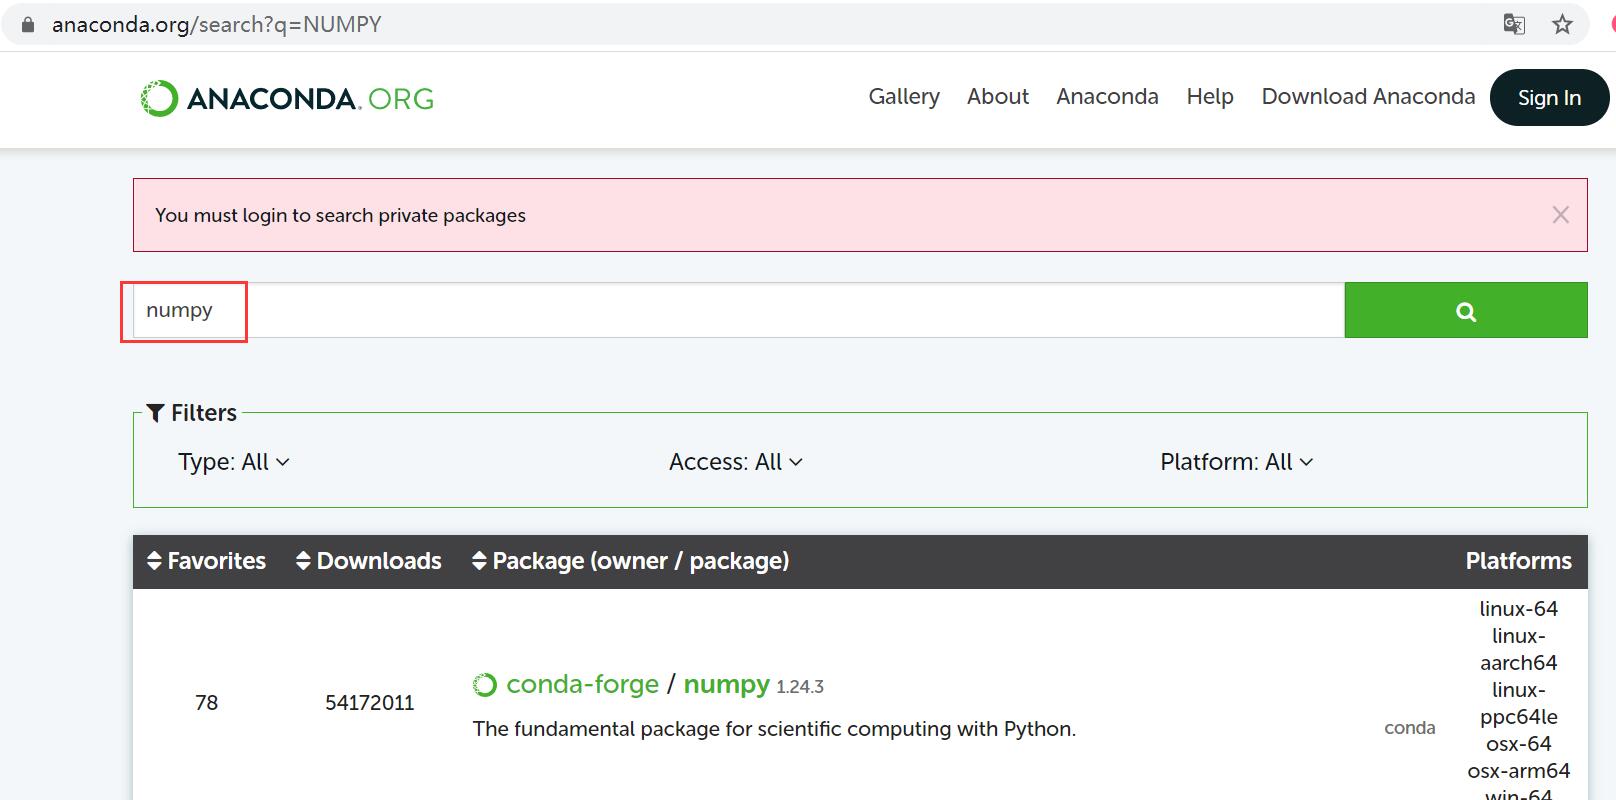 anaconda.org/search?q=NUMPY
ANACONDA.ORG
Gallery About Anaconda Help Download Anaconda Sign In
You must login to search private packages
numpy
Filters
Type: All Access: All Platform: All
Favorites Downloads Package (owner / package) Platforms
linux-64
linux-
aarch64
linux-
ppc64le
osx-64
osx-arm64
win-64
78 54172011 conda-forge / numpy 1.24.3
The fundamental package for scientific computing with Python.
conda